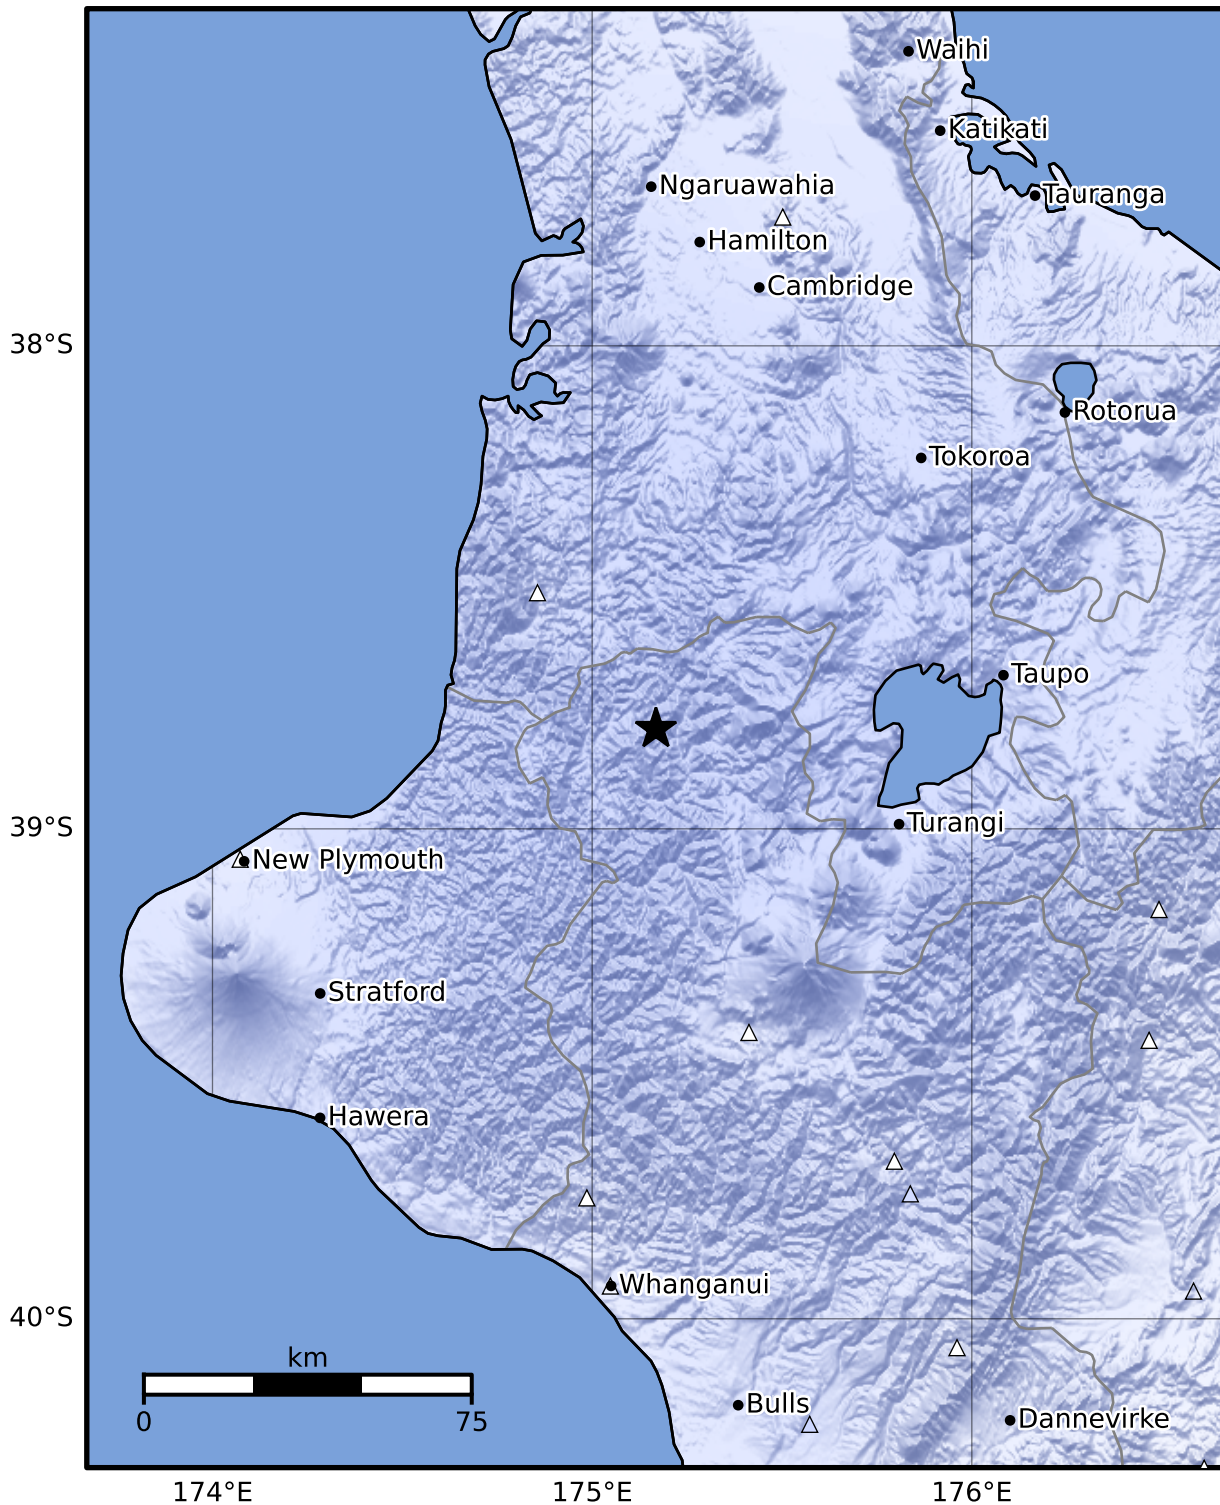 Waihi
Katikati
Ngaruawahia
Tauranga
Hamilton
Cambridge
38°S
Rotorua
Tokoroa
Taupo
39°S
Turangi
New Plymouth
Stratford
Hawera
Whanganui
40°S
km
0
75
Bulls
Dannevirke
174°E
175°E
176°E